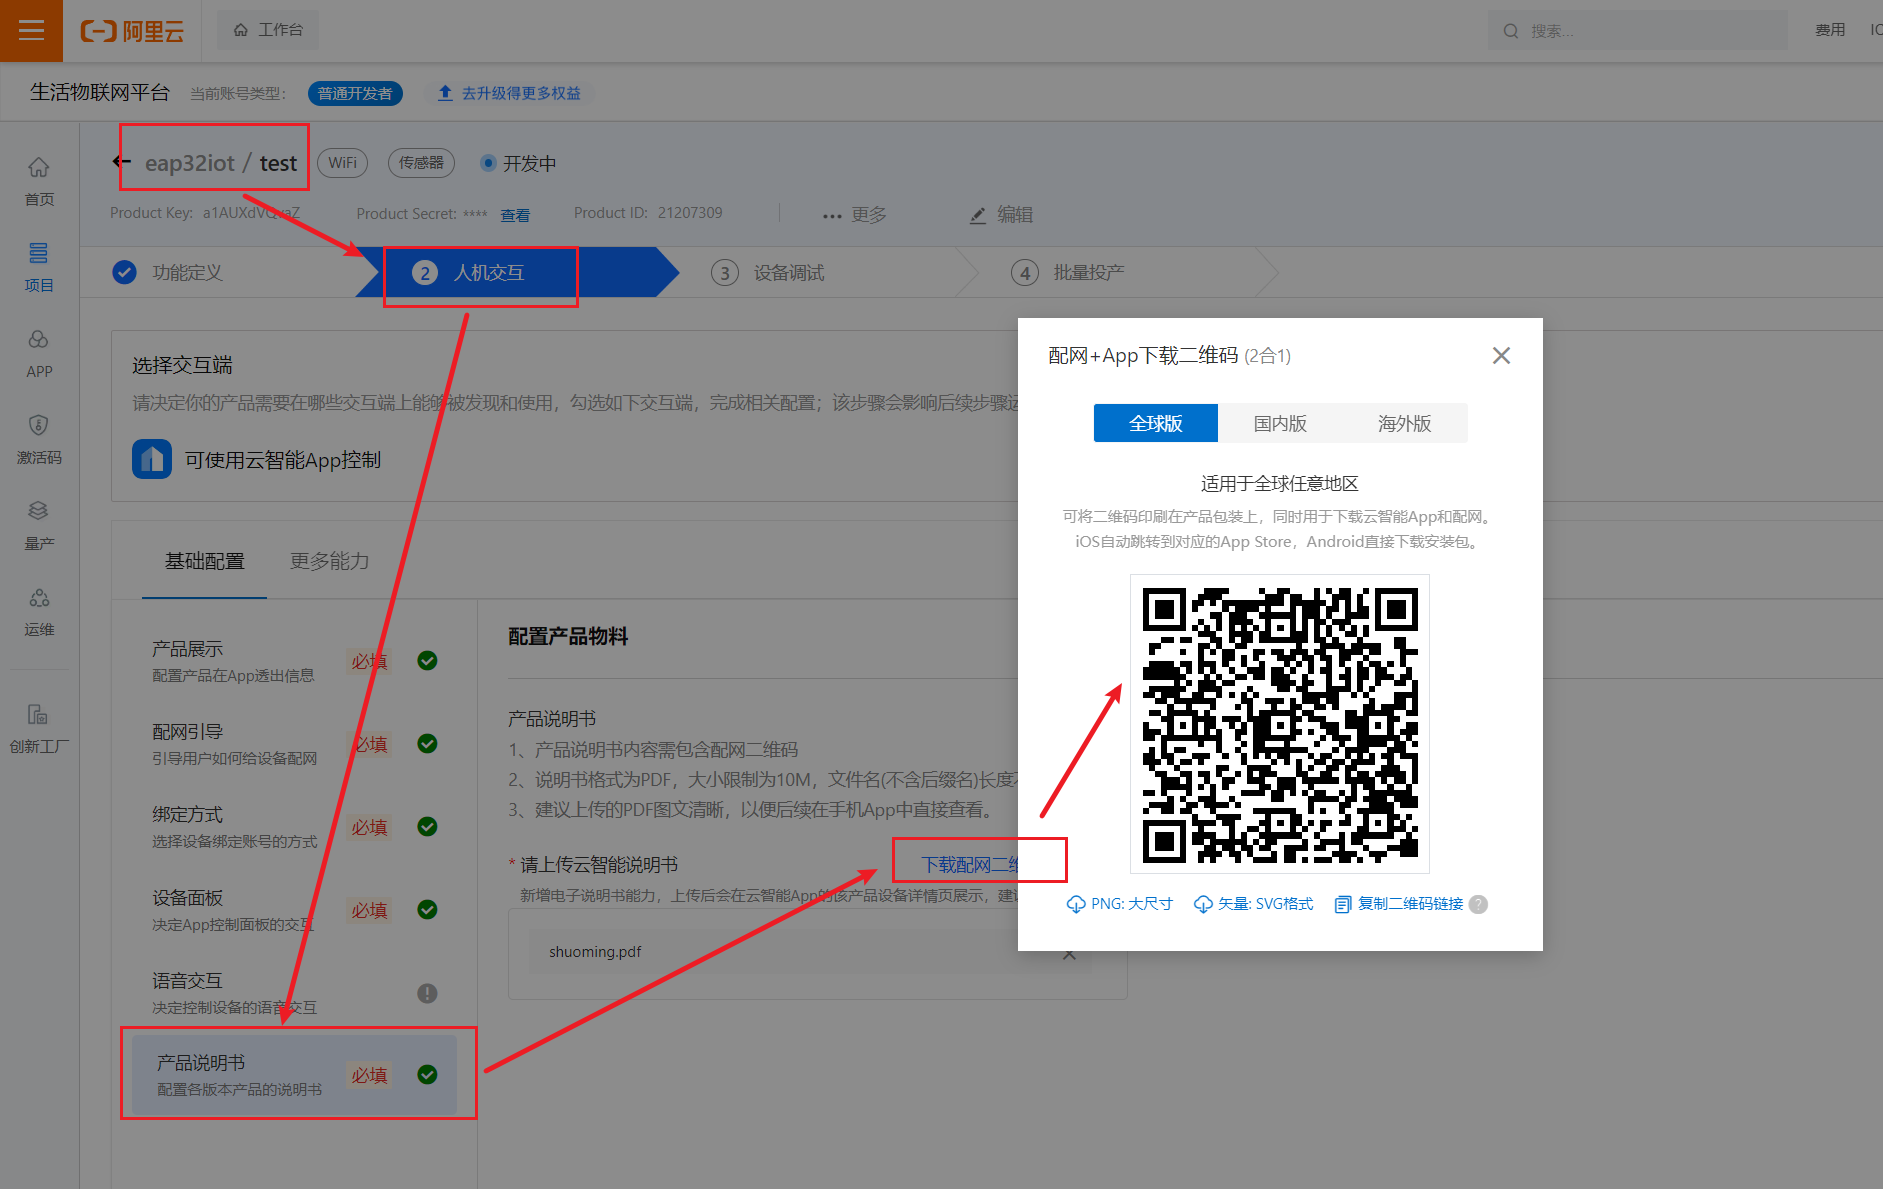 阿里云
工作台
搜索...
费用
IC
生活物联网平台
当前账号类型：
普通开发者
去升级得更多权益
首页
项目
APP
激活码
量产
运维
创新工厂
eap32iot / test
WiFi
传感器
开发中
Product Key: a1AUXdVQvaZ
Product Secret: **** 查看
Product ID: 21207309
更多
编辑
功能定义
2 人机交互
3 设备调试
4 批量投产
选择交互端
请决定你的产品需要在哪些交互端上能够被发现和使用，勾选如下交互端，完成相关配置；该步骤会影响后续步骤
可使用云智能App控制
基础配置
更多能力
产品展示
配置产品在App透出信息
必填
配网引导
引导用户如何给设备配网
必填
绑定方式
选择设备绑定账号的方式
必填
设备面板
决定App控制面板的交互
必填
语音交互
决定控制设备的语音交互
产品说明书
配置各版本产品的说明书
必填
配置产品物料
产品说明书
1、产品说明书内容需包含配网二维码
2、说明书格式为PDF，大小限制为10M，文件名(不含后缀名)长度
3、建议上传的PDF图文清晰，以便后续在手机App中直接查看。
* 请上传云智能说明书
下载配网二维
新增电子说明书能力，上传后会在云智能App的该产品设备详情页展示，建
shuoming.pdf
配网+App下载二维码 (2合1)
全球版
国内版
海外版
适用于全球任意地区
可将二维码印刷在产品包装上，同时用于下载云智能App和配网。
iOS自动跳转到对应的App Store，Android直接下载安装包。
PNG: 大尺寸
矢量: SVG格式
复制二维码链接
?